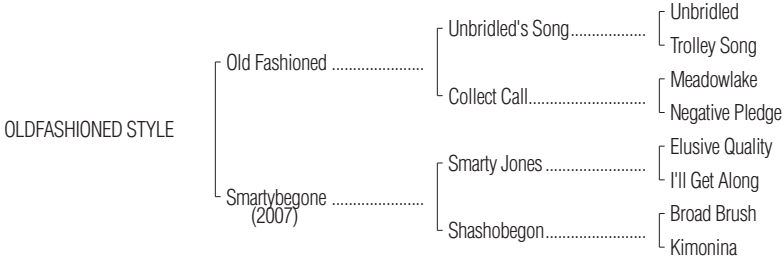 Unbridled
Unbridled's Song....................
Trolley Song
Old Fashioned ......................
Meadowlake
Collect Call...............................
Negative Pledge
OLDFASHIONED STYLE
Elusive Quality
Smarty Jones ...........................
I'll Get Along
Smartybegone ......................
(2007)
Broad Brush
Shashobegon...........................
Kimonina